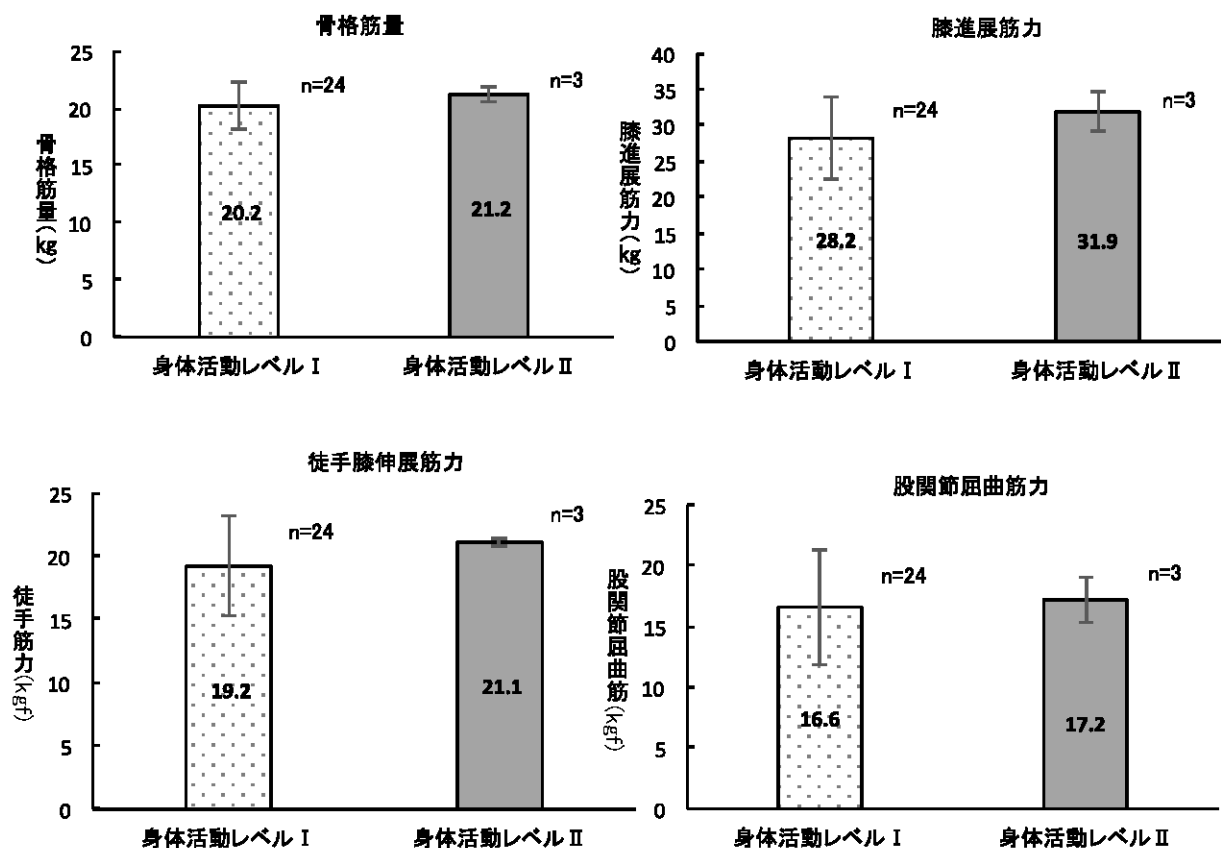 骨格筋量
骨格筋量(kg)
25
20
15
10
5
0
n=24
n=3
20.2
21.2
身体活動レベルⅠ
身体活動レベルⅡ
膝進展筋力
膝進展筋力(kg)
40
35
30
25
20
15
10
5
0
n=24
n=3
28.2
31.9
身体活動レベルⅠ
身体活動レベルⅡ
徒手膝伸展筋力
徒手筋力(kgf)
25
20
15
10
5
0
n=24
n=3
19.2
21.1
身体活動レベルⅠ
身体活動レベルⅡ
股関節屈曲筋力
股関節屈曲筋(kgf)
25
20
15
10
5
0
n=24
n=3
16.6
17.2
身体活動レベルⅠ
身体活動レベルⅡ